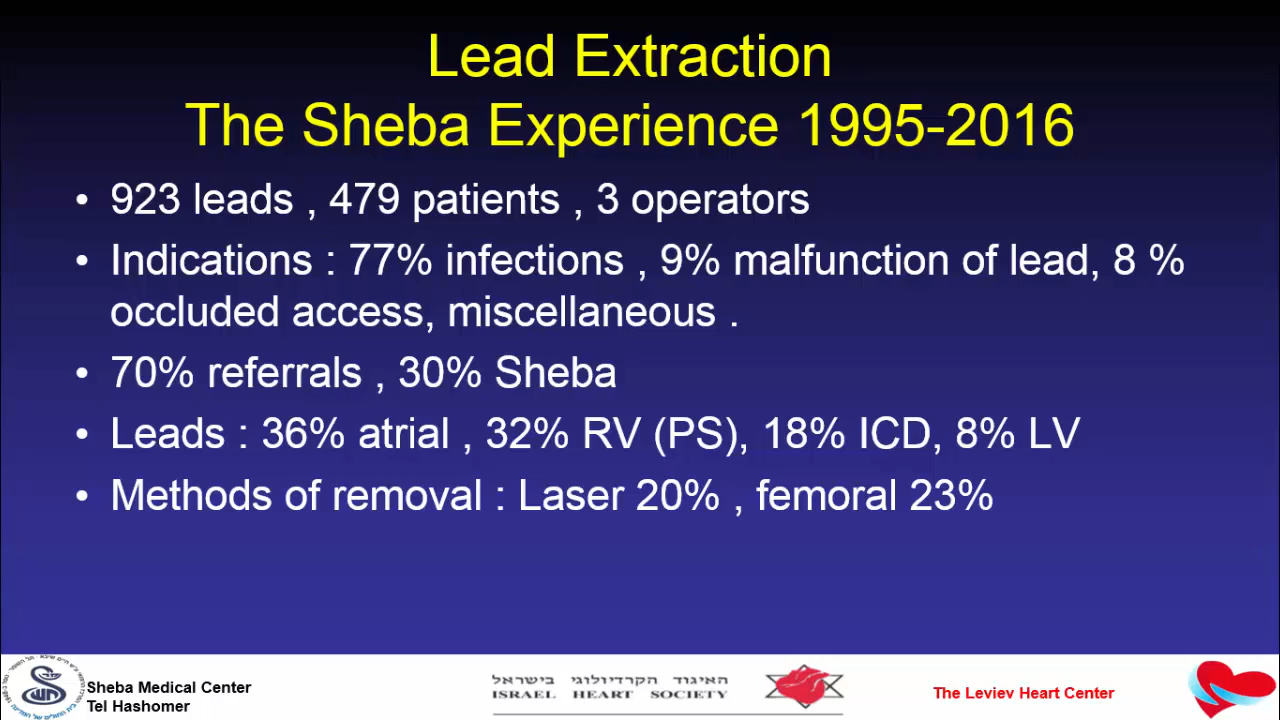 Lead Extraction
The Sheba Experience 1995-2016
• 923 leads , 479 patients , 3 operators
• Indications : 77% infections , 9% malfunction of lead, 8 %
occluded access, miscellaneous .
• 70% referrals , 30% Sheba
• Leads : 36% atrial , 32% RV (PS), 18% ICD, 8% LV
• Methods of removal : Laser 20% , femoral 23%
Sheba Medical Center
Tel Hashomer
האיגוד הקרדיולוגי בישראל
ISRAEL HEART SOCIETY
The Leviev Heart Center